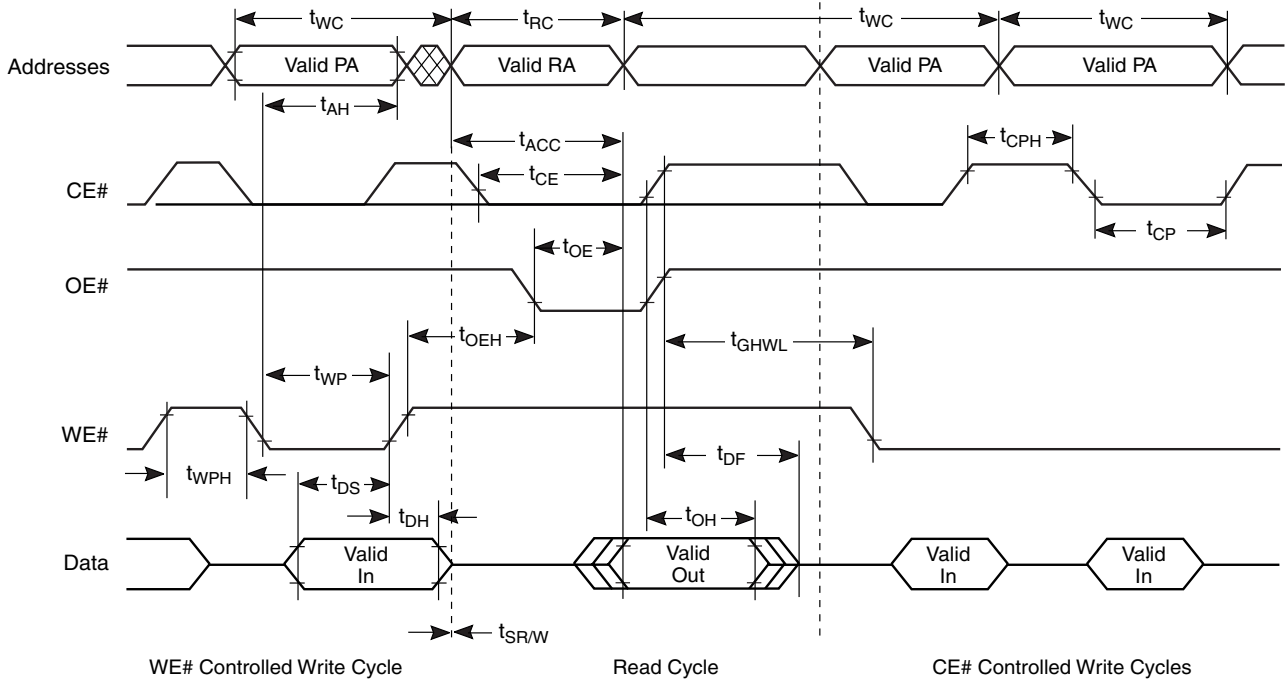 tWC tRC tWC tWC
Addresses Valid PA Valid RA Valid PA Valid PA
tAH
tACC tCPH
tCE
CE#
tOE tCP
OE#
tOEH tGHWL
tWP
WE#
tDF
tWPH tDS
tDH tOH
Data Valid In Valid Out Valid In Valid In
tSR/W
WE# Controlled Write Cycle Read Cycle CE# Controlled Write Cycles